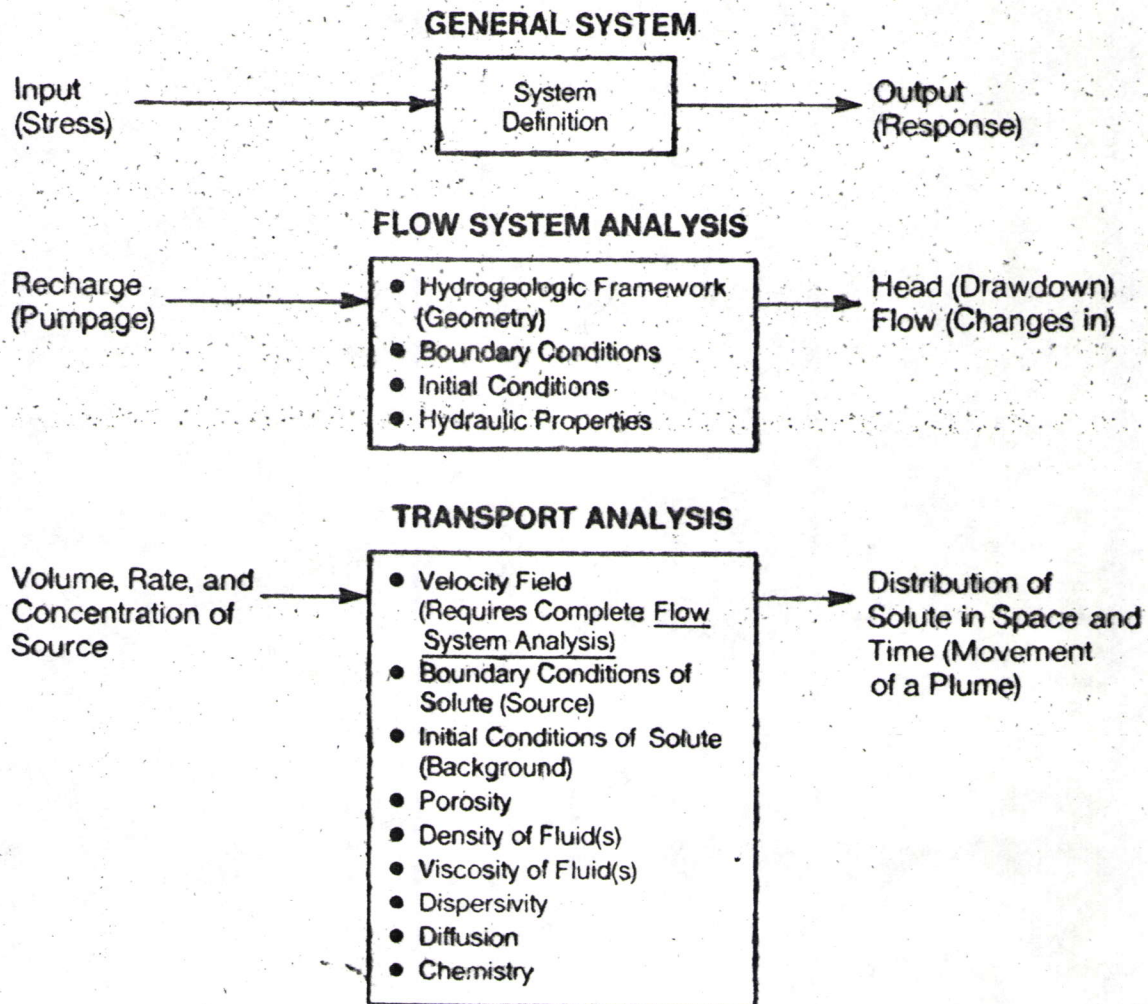 GENERAL SYSTEM
Input
(Stress)
System
Definition
Output
(Response)
FLOW SYSTEM ANALYSIS
Recharge
(Pumpage)
● Hydrogeologic Framework
(Geometry)
● Boundary Conditions
● Initial Conditions
● Hydraulic Properties
Head (Drawdown)
Flow (Changes in)
TRANSPORT ANALYSIS
Volume, Rate, and
Concentration of
Source
● Velocity Field
(Requires Complete Flow
System Analysis)
● Boundary Conditions of
Solute (Source)
● Initial Conditions of Solute
(Background)
● Porosity
● Density of Fluid(s)
● Viscosity of Fluid(s)
● Dispersivity
● Diffusion
● Chemistry
Distribution of
Solute in Space and
Time (Movement
of a Plume)